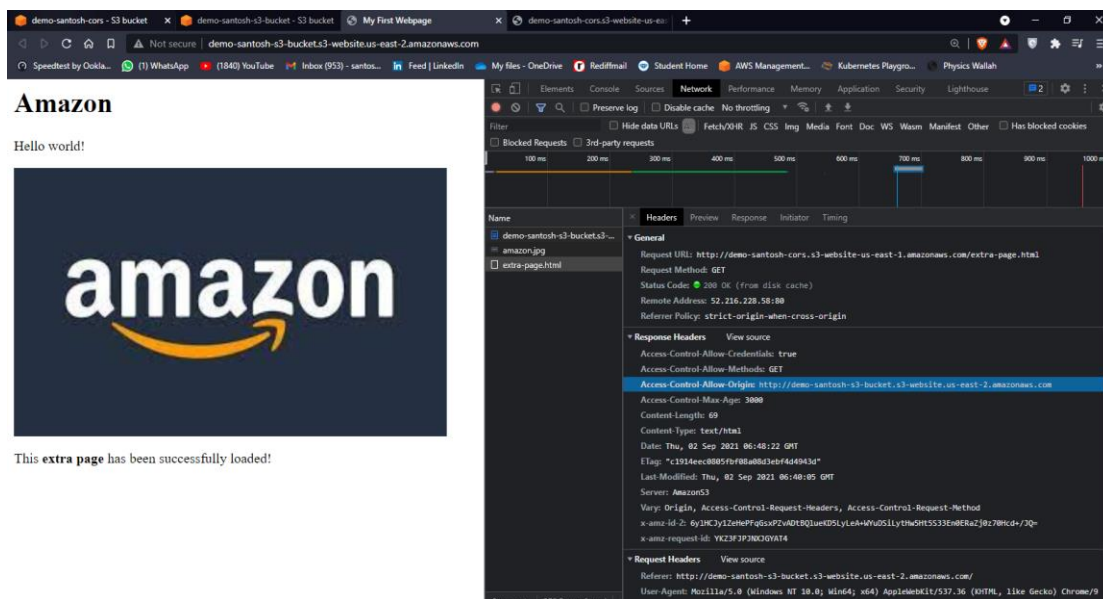 demo-santosh-cors - S3 bucket
demo-santosh-s3-bucket - S3 bucket
My First Webpage
demo-santosh-cors.s3-website-us-eas
Not secure demo-santosh-s3-bucket.s3-website.us-east-2.amazonaws.com
Speedtest by Ookla... (1) WhatsApp (1840) YouTube Inbox (953) - santos... Feed | LinkedIn My files - OneDrive Rediffmail Student Home AWS Management... Kubernetes Playgro... Physics Wallah
Amazon
Hello world!
amazon
This extra page has been successfully loaded!
Elements Console Sources Network Performance Memory Application Security Lighthouse 2
Preserve log Disable cache No throttling
Filter Hide data URLs Fetch/XHR JS CSS Img Media Font Doc WS Wasm Manifest Other Has blocked cookies
Blocked Requests 3rd-party requests
100 ms 200 ms 300 ms 400 ms 500 ms 600 ms 700 ms 800 ms 900 ms 1000 m
Name
demo-santosh-s3-bucket.s3-...
amazon.jpg
extra-page.html
Headers Preview Response Initiator Timing
General
Request URL: http://demo-santosh-cors.s3-website-us-east-1.amazonaws.com/extra-page.html
Request Method: GET
Status Code: 200 OK (from disk cache)
Remote Address: 52.216.228.58:80
Referrer Policy: strict-origin-when-cross-origin
Response Headers View source
Access-Control-Allow-Credentials: true
Access-Control-Allow-Methods: GET
Access-Control-Allow-Origin: http://demo-santosh-s3-bucket.s3-website.us-east-2.amazonaws.com
Access-Control-Max-Age: 3000
Content-Length: 69
Content-Type: text/html
Date: Thu, 02 Sep 2021 06:48:22 GMT
ETag: "c1914eec0805fbf08a08d3ebf4d4943d"
Last-Modified: Thu, 02 Sep 2021 06:40:05 GMT
Server: AmazonS3
Vary: Origin, Access-Control-Request-Headers, Access-Control-Request-Method
x-amz-id-2:
x-amz-request-id: YKZ3FJPJNXJGYAT4
Request Headers View source
Referer: http://demo-santosh-s3-bucket.s3-website.us-east-2.amazonaws.com/
User-Agent: Mozilla/5.0 (Windows NT 10.0; Win64; x64) AppleWebKit/537.36 (KHTML, like Gecko) Chrome/9